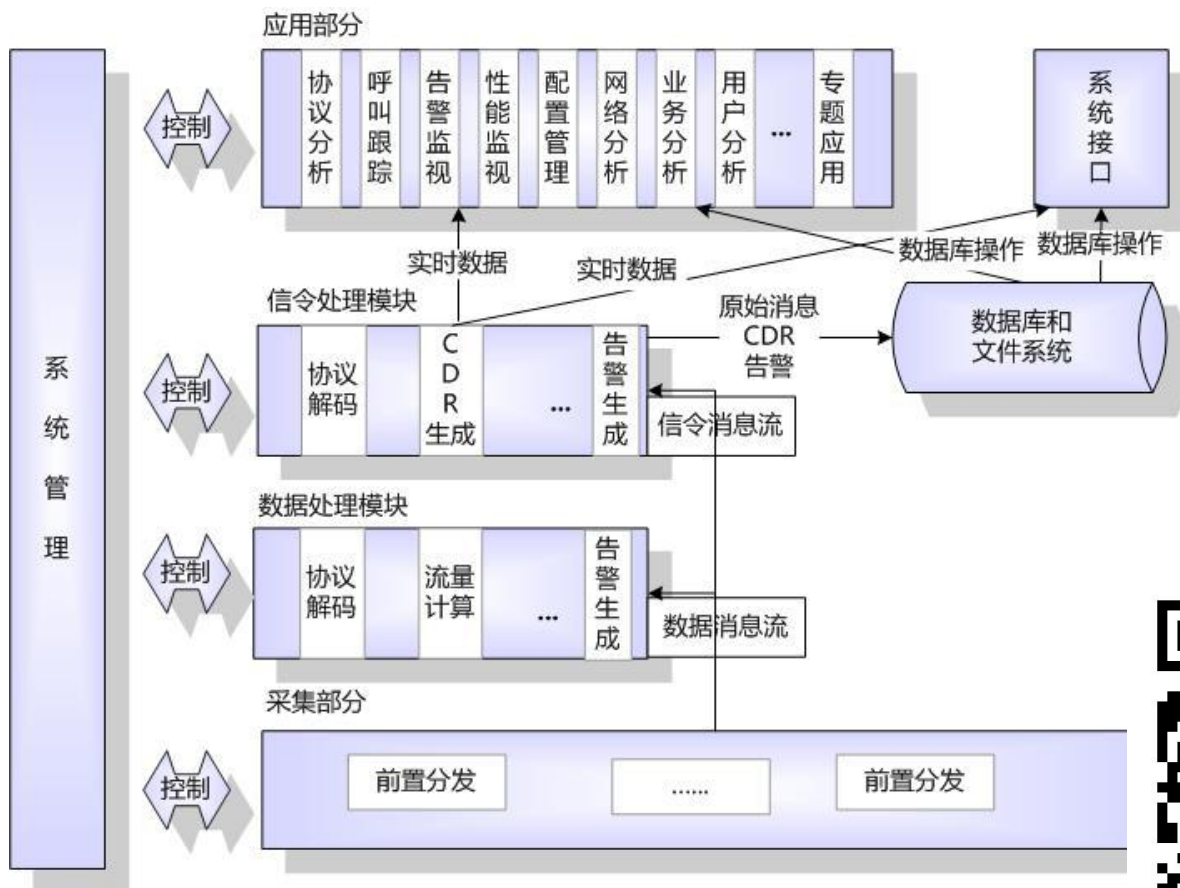 应用部分
系统管理
控制
协议分析
呼叫跟踪
告警监视
性能监视
配置管理
网络分析
业务分析
用户分析
...
专题应用
系统接口
实时数据
实时数据
数据库操作
数据库操作
信令处理模块
控制
协议
解码
CDR
生成
...
告警生成
原始消息
CDR
告警
数据库和
文件系统
信令消息流
数据处理模块
控制
协议
解码
流量
计算
...
告警生成
数据消息流
采集部分
控制
前置分发
......
前置分发